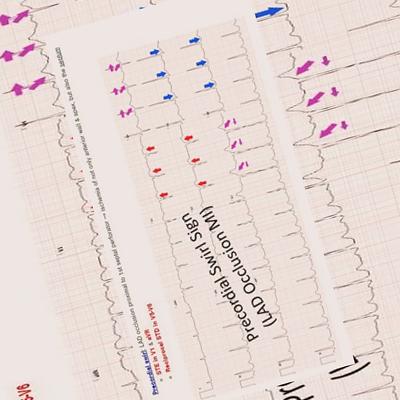 Precordial Swirl Sign
(LAD Occlusion MI)
Precordial swirl: LAD occlusion proximal to 1st septal perforator — ischemia of not only anterior wall & apex, but also the septum
STE in V1 & aVR
Reciprocal STD in V5-V6